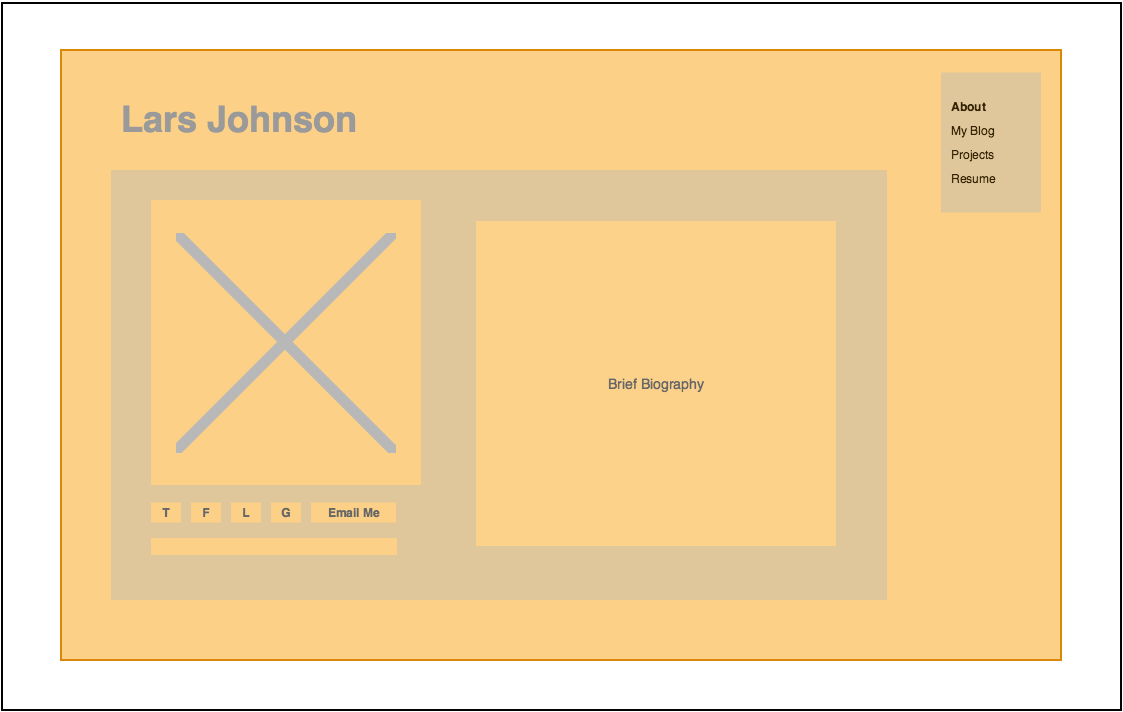 Lars Johnson
About
My Blog
Projects
Resume
Brief Biography
T F L G Email Me